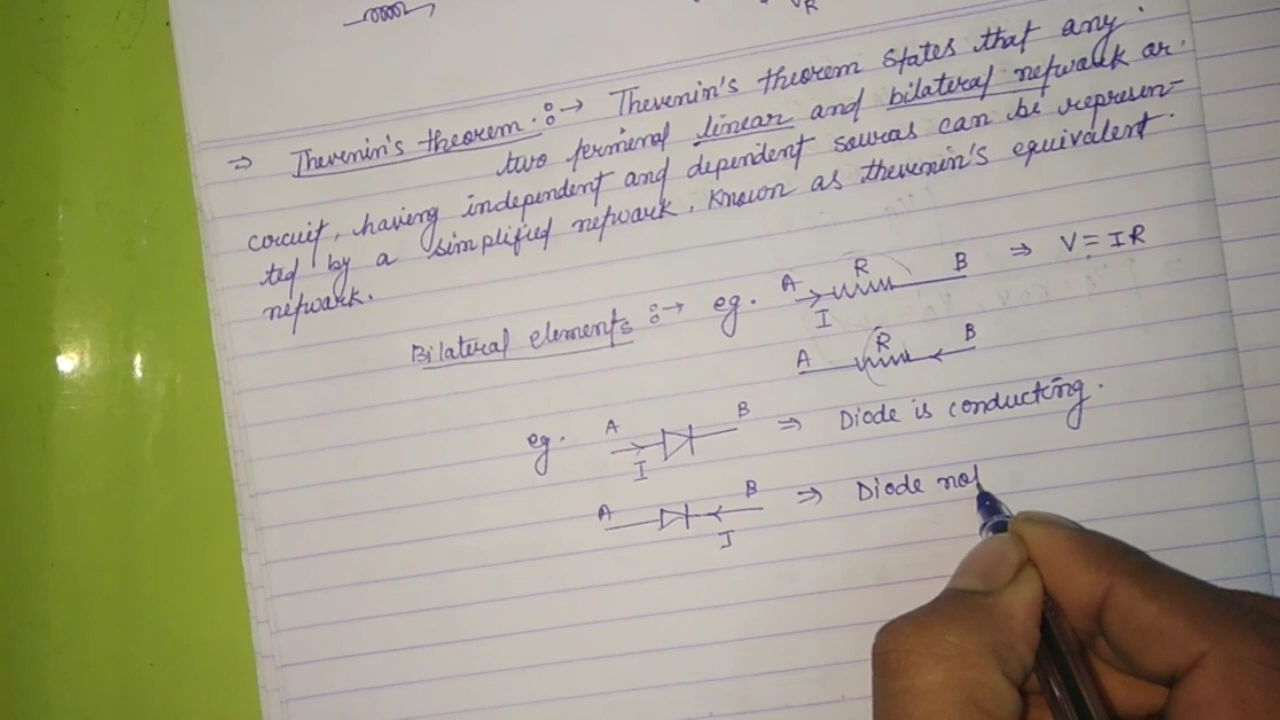 V_R
⇒ Thevenin's theorem :→ Thevenin's theorem states that any
two terminal linear and bilateral network or
circuit, having independent and dependent sources can be represen-
ted by a simplified network, known as thevenin's equivalent
network.
Bilateral elements :→ eg. A I R B ⇒ V = IR
A R B
eg. A I B ⇒ Diode is conducting.
A B I ⇒ Diode not